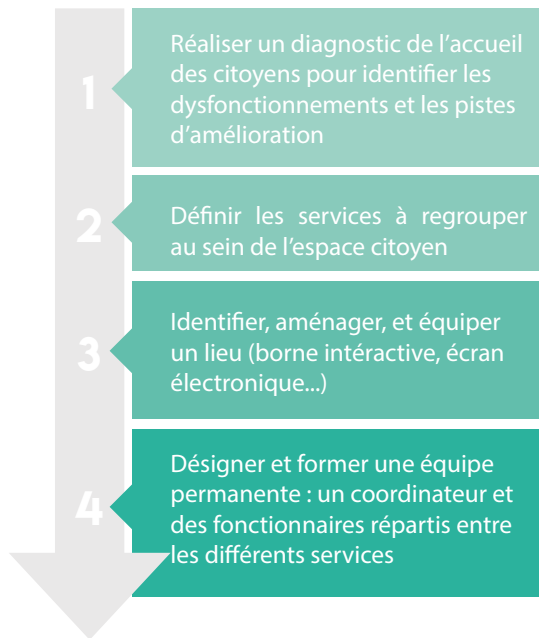 1
Réaliser un diagnostic de l’accueil
des citoyens pour identifier les
dysfonctionnements et les pistes
d’amélioration
2
Définir les services à regrouper
au sein de l’espace citoyen
3
Identifier, aménager, et équiper
un lieu (borne intéractive, écran
électronique...)
4
Désigner et former une équipe
permanente : un coordinateur et
des fonctionnaires répartis entre
les différents services